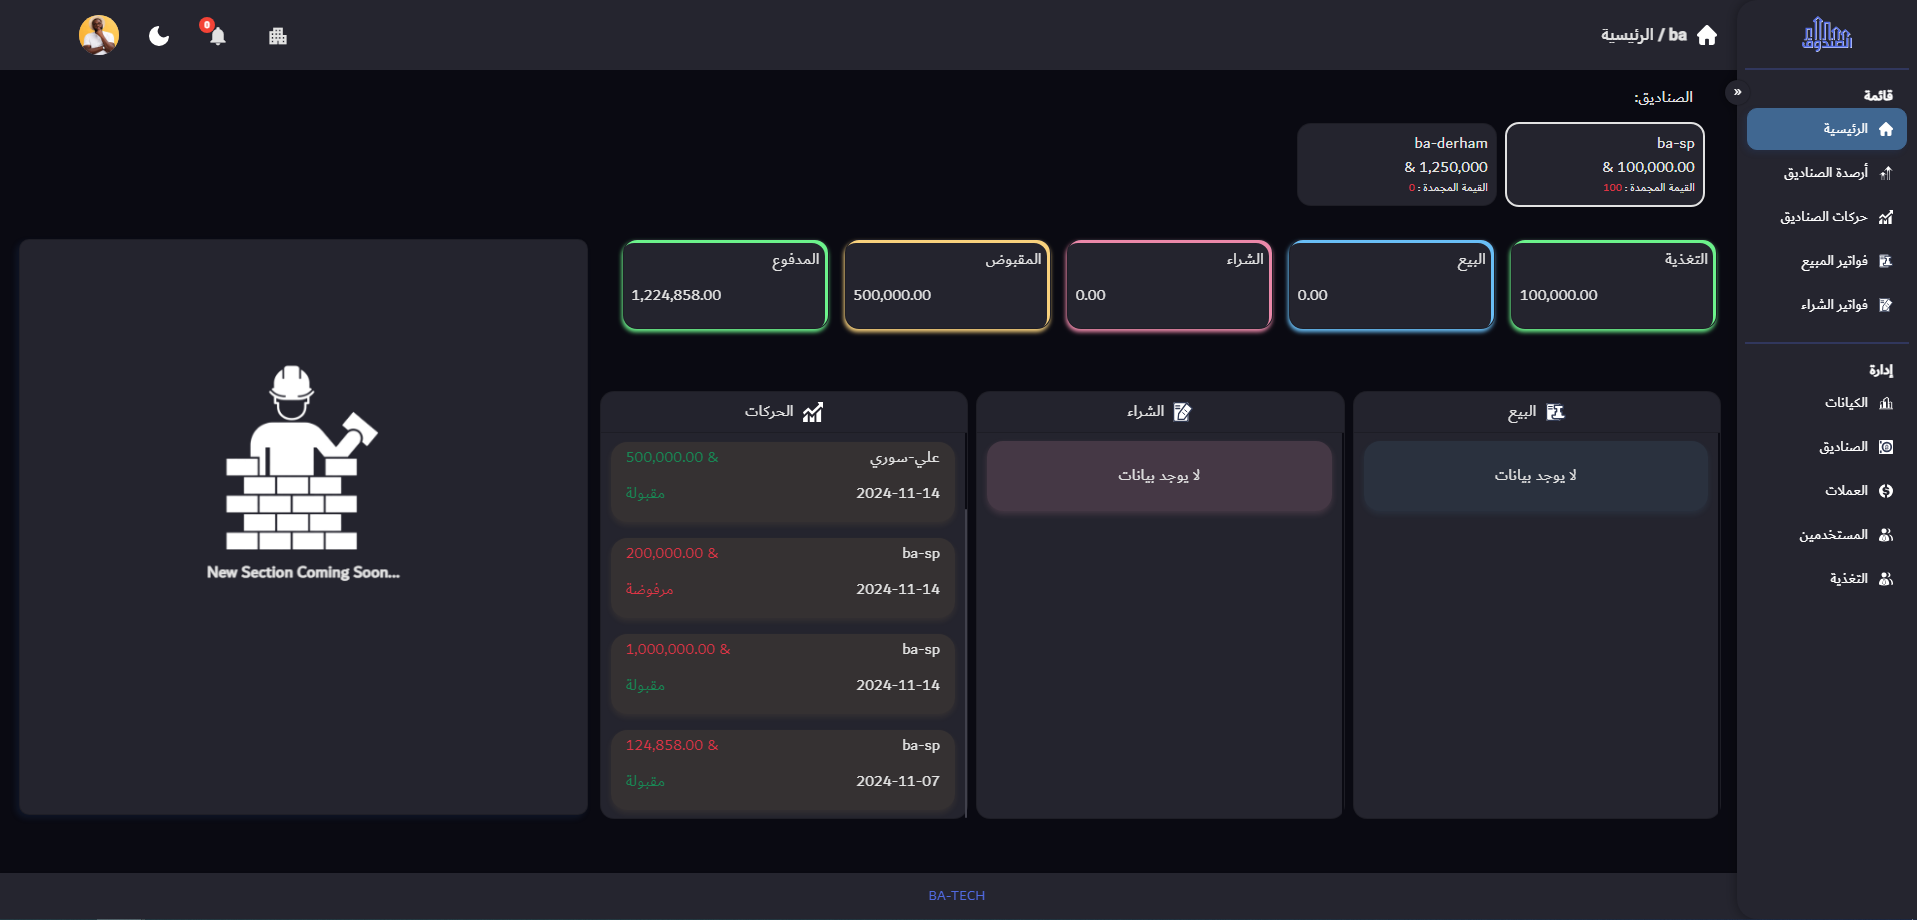 الصندوق
قائمة
الرئيسية
أرصدة الصناديق
حركات الصناديق
فواتير المبيع
فواتير الشراء
إدارة
الكيانات
الصناديق
العملات
المستخدمين
التغذية
ba / الرئيسية
0
الصناديق:
ba-sp
& 100,000.00
القيمة المجمدة : 100
ba-derham
& 1,250,000
القيمة المجمدة : 0
التغذية
100,000.00
البيع
0.00
الشراء
0.00
المقبوض
500,000.00
المدفوع
1,224,858.00
البيع
لا يوجد بيانات
الشراء
لا يوجد بيانات
الحركات
علي-سوري 500,000.00 &
2024-11-14 مقبولة
ba-sp 200,000.00 &
2024-11-14 مرفوضة
ba-sp 1,000,000.00 &
2024-11-14 مقبولة
ba-sp 124,858.00 &
2024-11-07 مقبولة
New Section Coming Soon...
BA-TECH